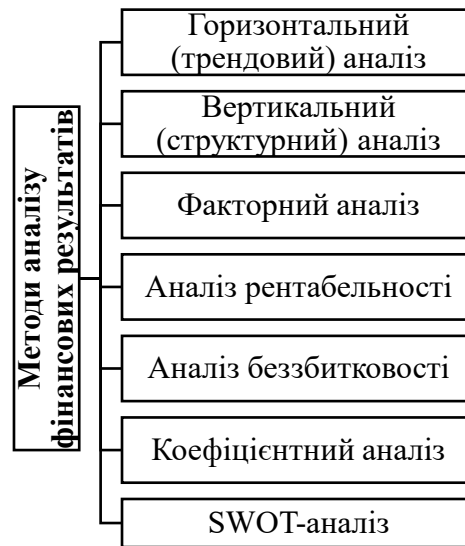 Методи аналізу
фінансових результатів
Горизонтальний
(трендовий) аналіз
Вертикальний
(структурний) аналіз
Факторний аналіз
Аналіз рентабельності
Аналіз беззбитковості
Коефіцієнтний аналіз
SWOT-аналіз